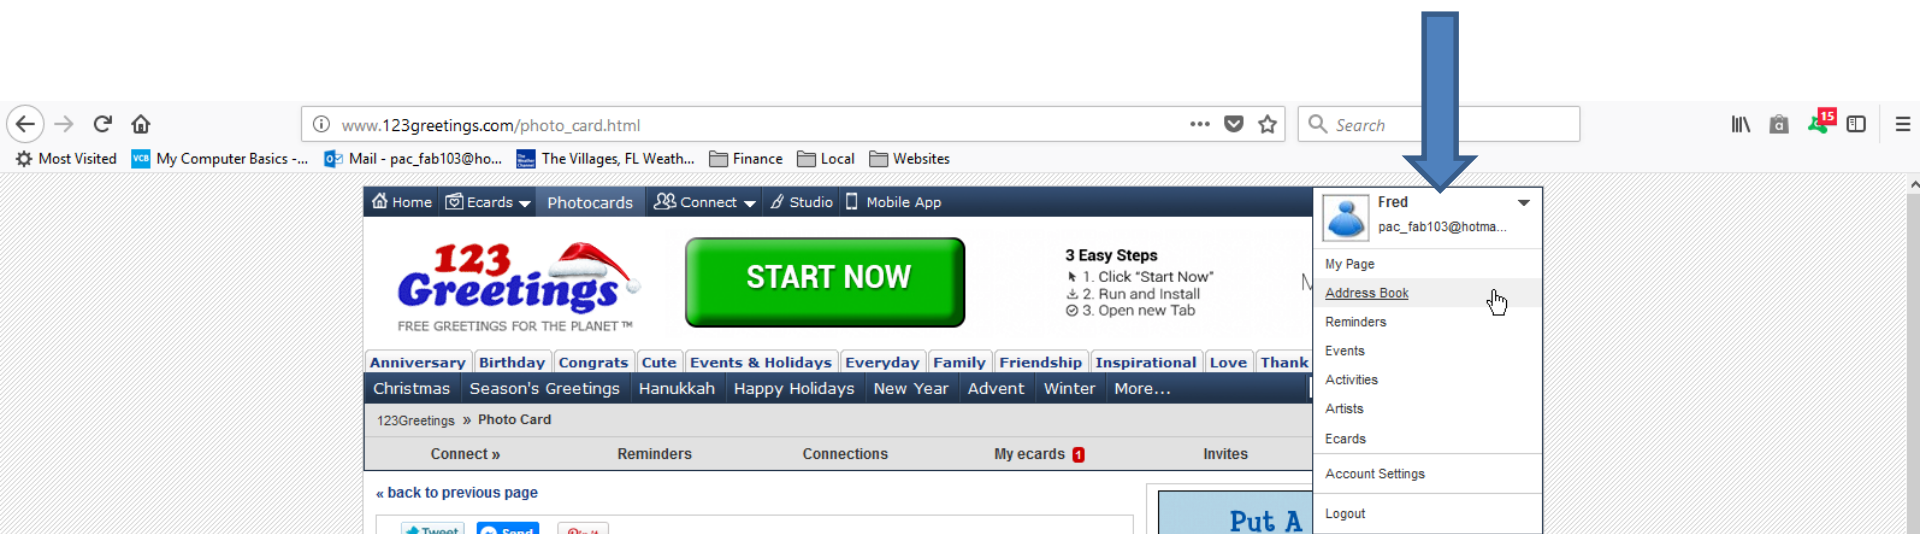 www.123greetings.com/photo_card.html
Search
15
Most Visited VCB My Computer Basics -... Mail - pac_fab103@ho... The Villages, FL Weath... Finance Local Websites
Home Ecards Photocards Connect Studio Mobile App
Fred
pac_fab103@hotma...
123
Greetings
FREE GREETINGS FOR THE PLANET™
START NOW
3 Easy Steps
1. Click "Start Now"
2. Run and Install
3. Open new Tab
My Page
Address Book
Reminders
Events
Activities
Artists
Ecards
Account Settings
Logout
Anniversary Birthday Congrats Cute Events & Holidays Everyday Family Friendship Inspirational Love Thank
Christmas Season's Greetings Hanukkah Happy Holidays New Year Advent Winter More...
123Greetings » Photo Card
Connect » Reminders Connections My ecards 1 Invites
« back to previous page
Tweet Send Pin it
Put A